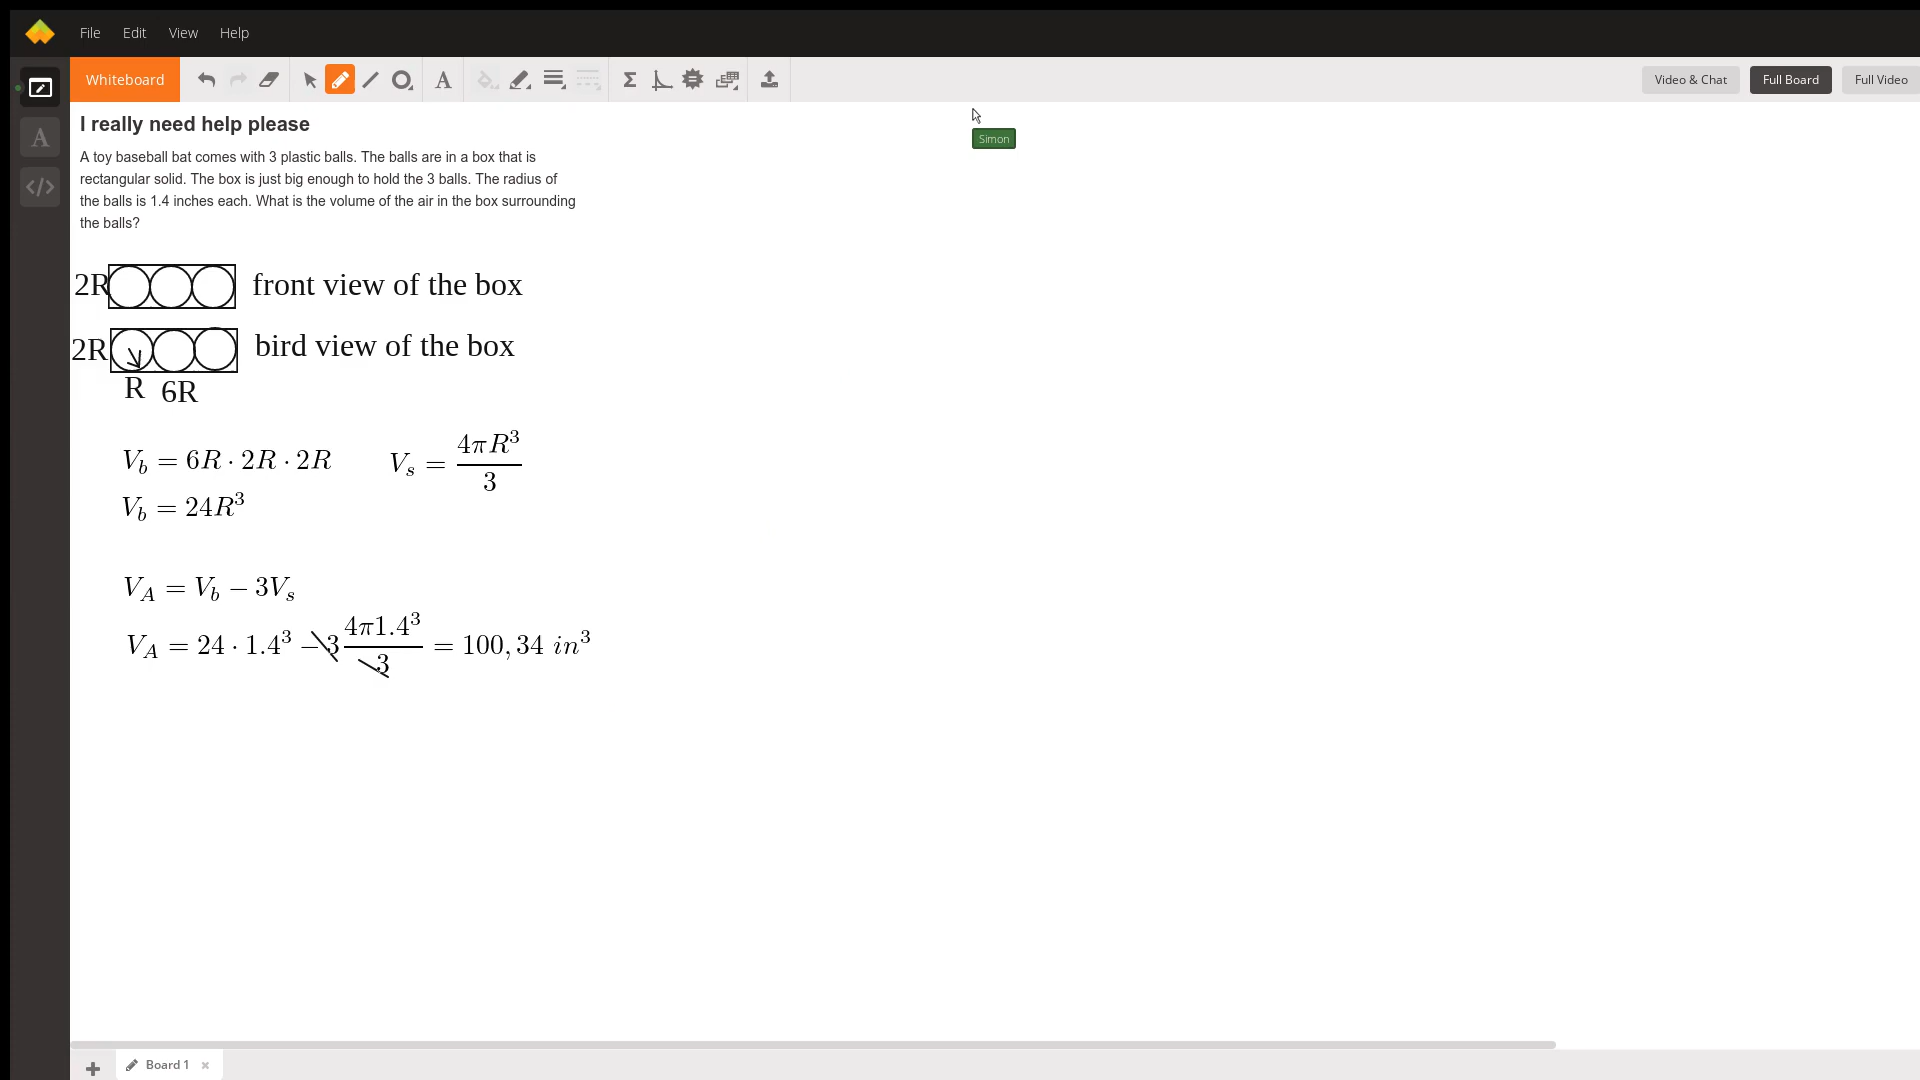 File Edit View Help
Whiteboard
A
Video & Chat Full Board Full Video
A
</>
Simon
I really need help please
A toy baseball bat comes with 3 plastic balls. The balls are in a box that is
rectangular solid. The box is just big enough to hold the 3 balls. The radius of
the balls is 1.4 inches each. What is the volume of the air in the box surrounding
the balls?
2R front view of the box
2R bird view of the box
R 6R
V_b = 6R · 2R · 2R V_s = \frac{4πR^3}{3}
V_b = 24R^3
V_A = V_b − 3V_s
V_A = 24 · 1.4^3 − 3\frac{4π1.4^3}{3} = 100,34 in^3
Board 1